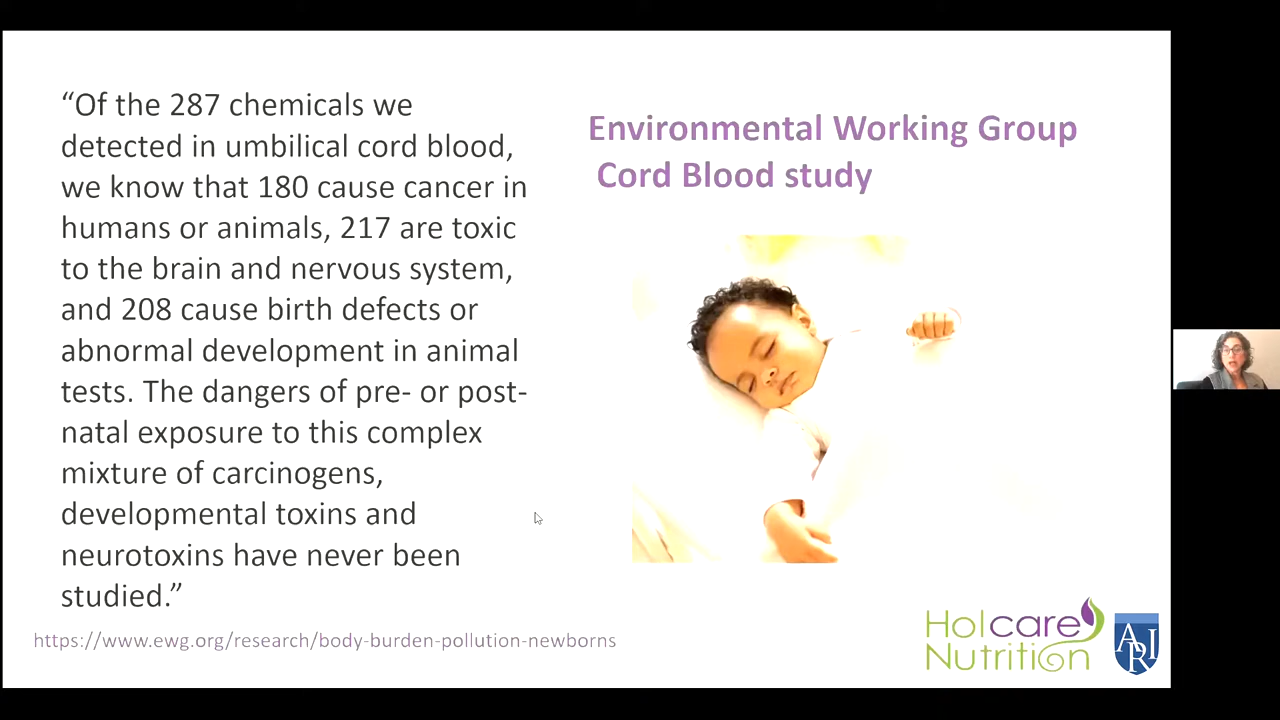 “Of the 287 chemicals we
detected in umbilical cord blood,
we know that 180 cause cancer in
humans or animals, 217 are toxic
to the brain and nervous system,
and 208 cause birth defects or
abnormal development in animal
tests. The dangers of pre- or post-
natal exposure to this complex
mixture of carcinogens,
developmental toxins and
neurotoxins have never been
studied.”
https://www.ewg.org/research/body-burden-pollution-newborns
Environmental Working Group
Cord Blood study
Holcare
Nutrition
ARI